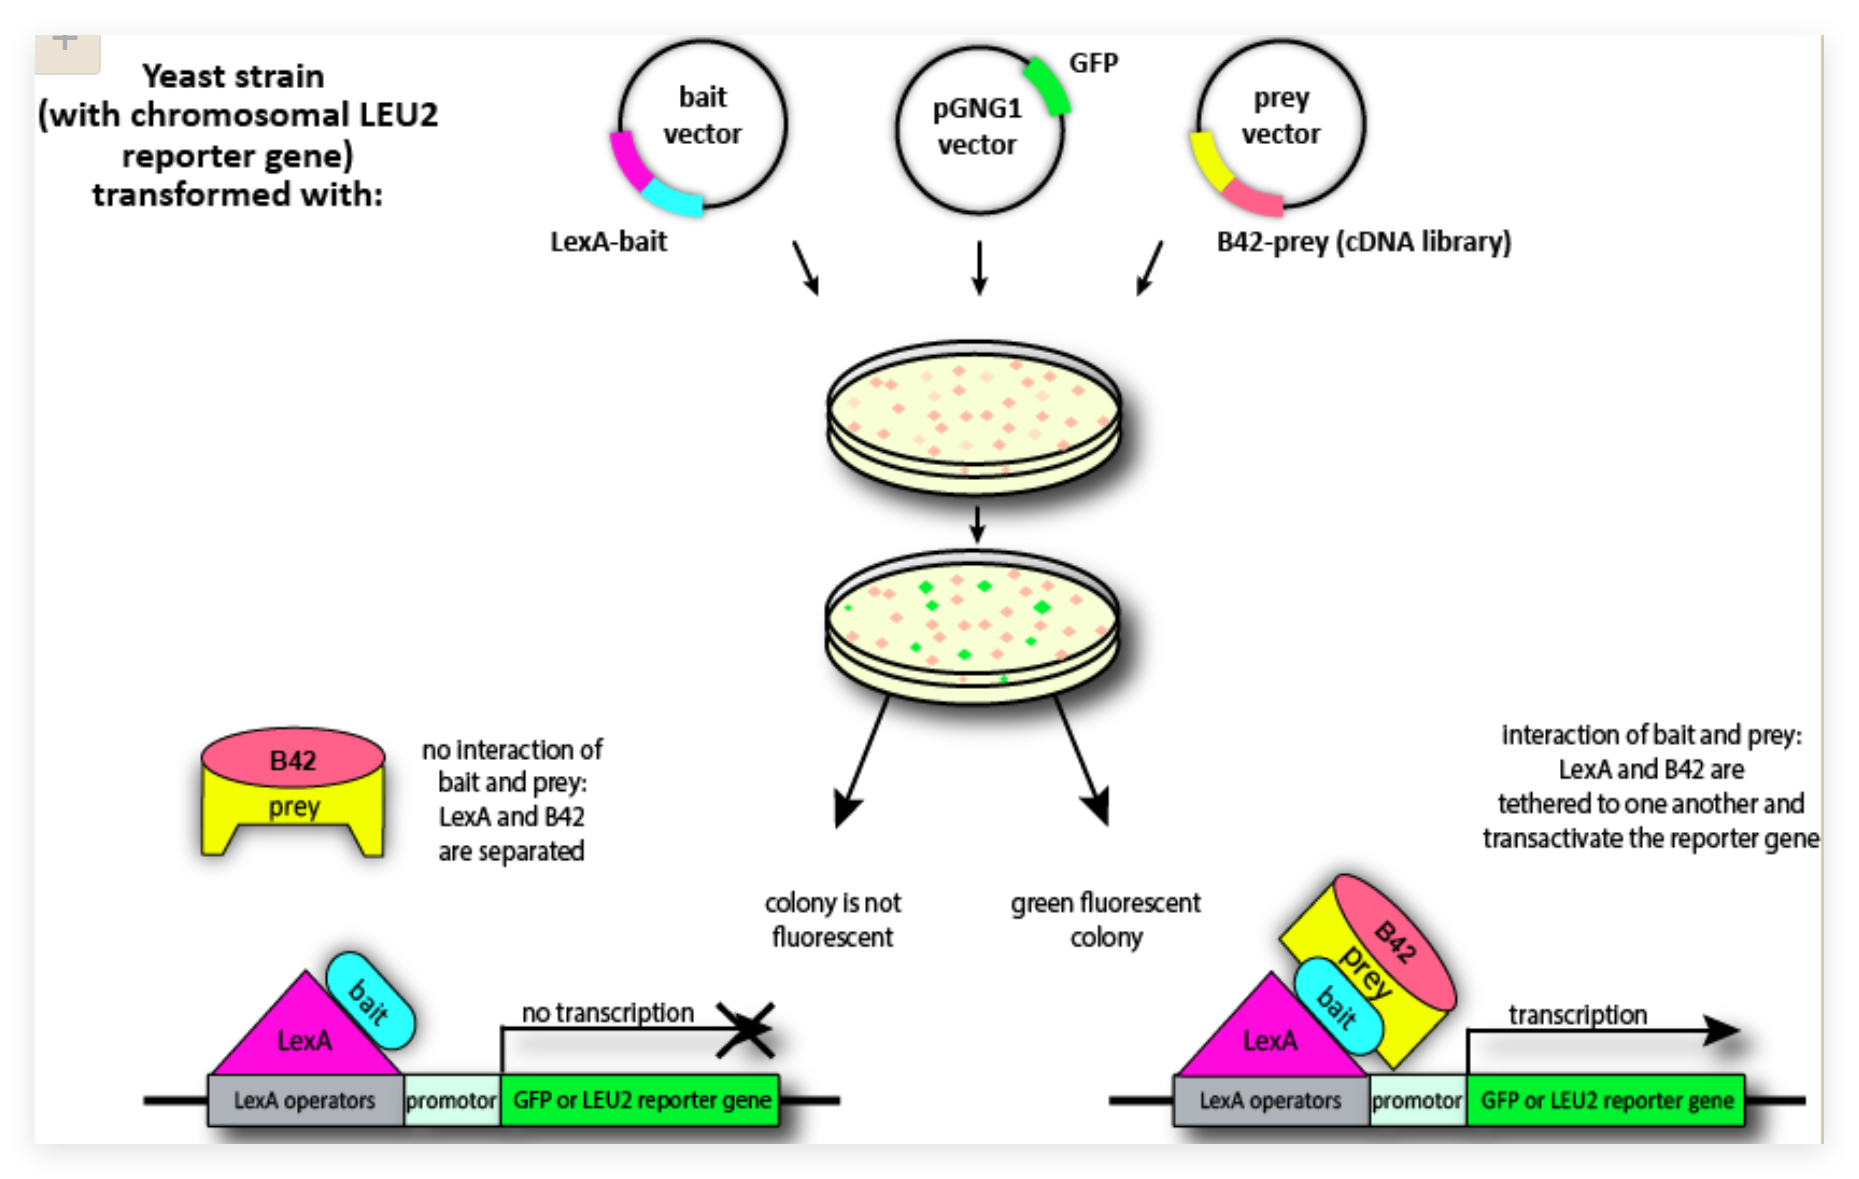 Yeast strain
(with chromosomal LEU2
reporter gene)
transformed with:
bait
vector
LexA-bait
pGNG1
vector
GFP
prey
vector
B42-prey (cDNA library)
B42
prey
no interaction of
bait and prey:
LexA and B42
are separated
colony is not
fluorescent
green fluorescent
colony
interaction of bait and prey:
LexA and B42 are
tethered to one another and
transactivate the reporter gene
LexA
bait
no transcription
LexA operators
promotor
GFP or LEU2 reporter gene
B42
prey
bait
LexA
transcription
LexA operators
promotor
GFP or LEU2 reporter gene